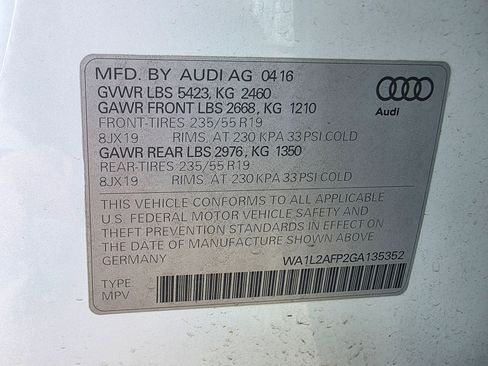 MFD. BY AUDI AG 04 16
GVWR LBS 5423, KG 2460
GAWR FRONT LBS 2668, KG 1210
FRONT-TIRES 235/55 R19
8JX19 RIMS, AT 230 KPA 33 PSI COLD
GAWR REAR LBS 2976, KG 1350
REAR-TIRES 235/55 R19
8JX19 RIMS, AT 230 KPA 33 PSI COLD
Audi
THIS VEHICLE CONFORMS TO ALL APPLICABLE
U.S. FEDERAL MOTOR VEHICLE SAFETY AND
THEFT PREVENTION STANDARDS IN EFFECT ON
THE DATE OF MANUFACTURE SHOWN ABOVE.
GERMANY WA1L2AFP2GA135352
TYPE
MPV